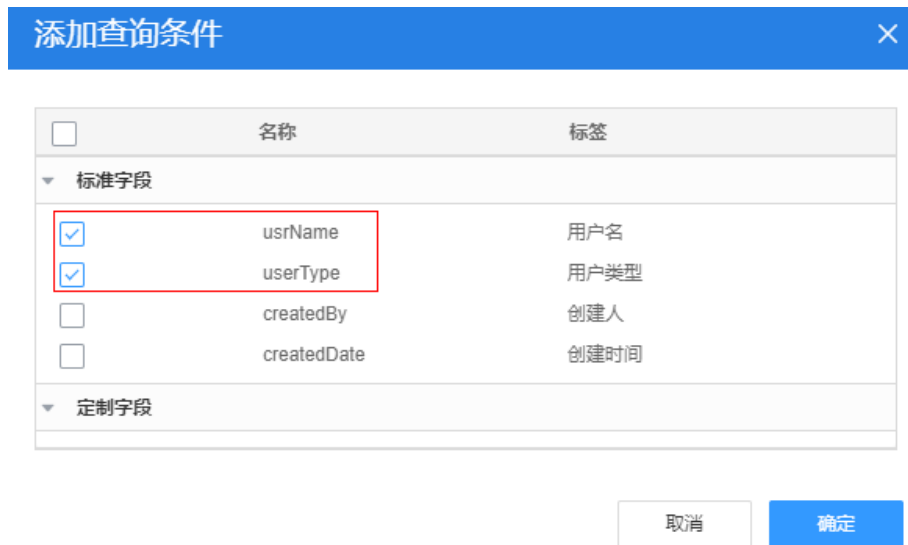 添加查询条件
名称 标签
标准字段
usrName 用户名
userType 用户类型
createdBy 创建人
createdDate 创建时间
定制字段
取消 确定